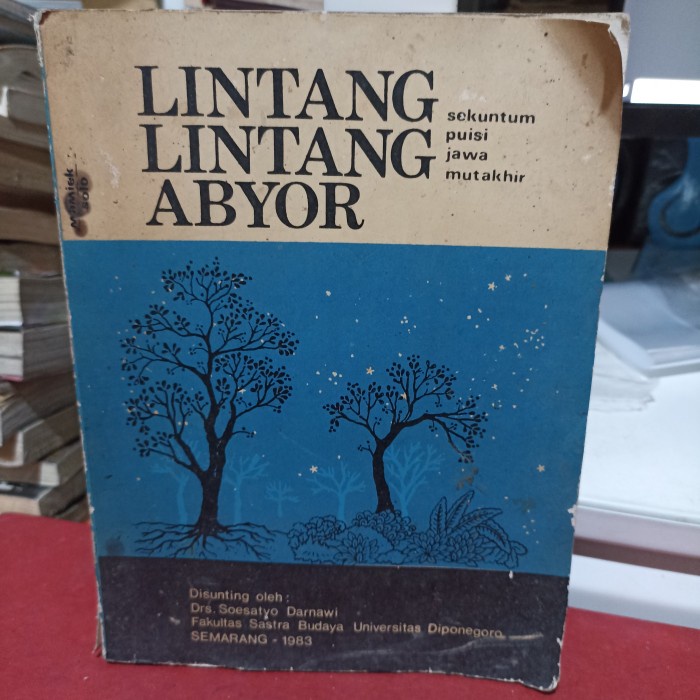 LINTANG
LINTANG
ABYOR
sekuntum
puisi
jawa
mutakhir
solo
Disunting oleh :
Drs. Soesatyo Darnawi
Fakultas Sastra Budaya Universitas Diponegoro
SEMARANG - 1983